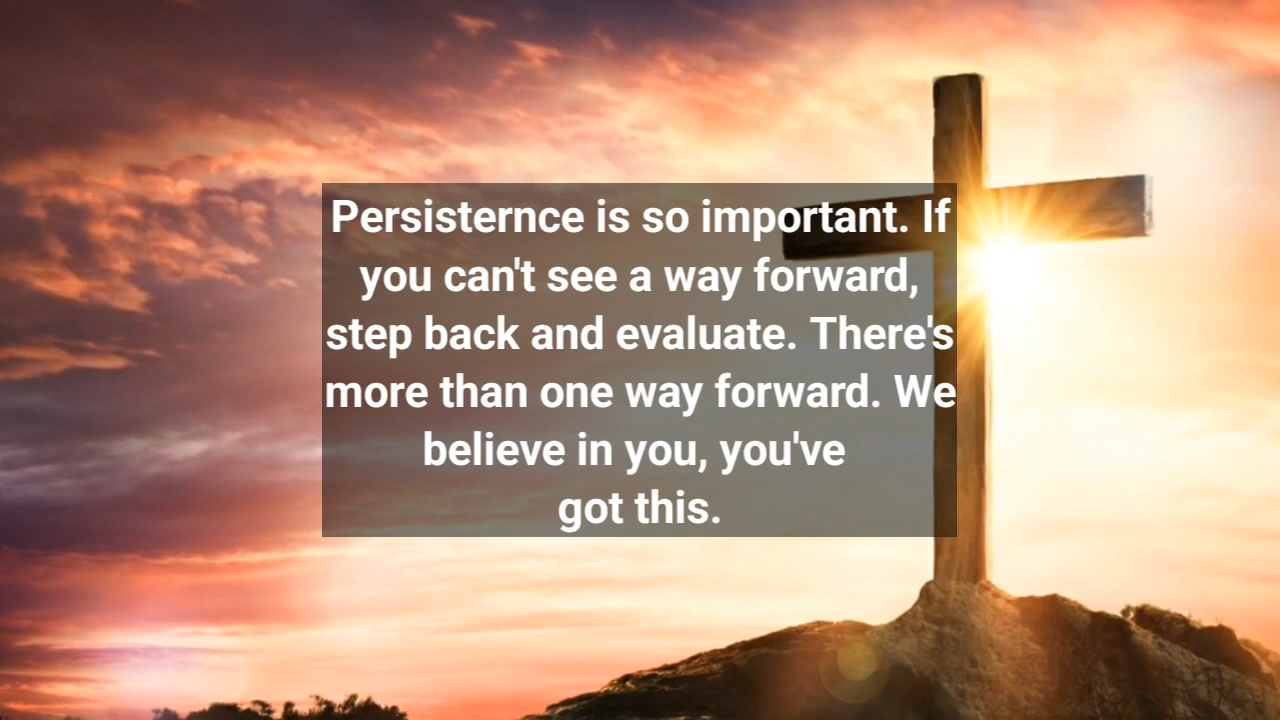 Persisternce is so important. If
you can't see a way forward,
step back and evaluate. There's
more than one way forward. We
believe in you, you've
got this.